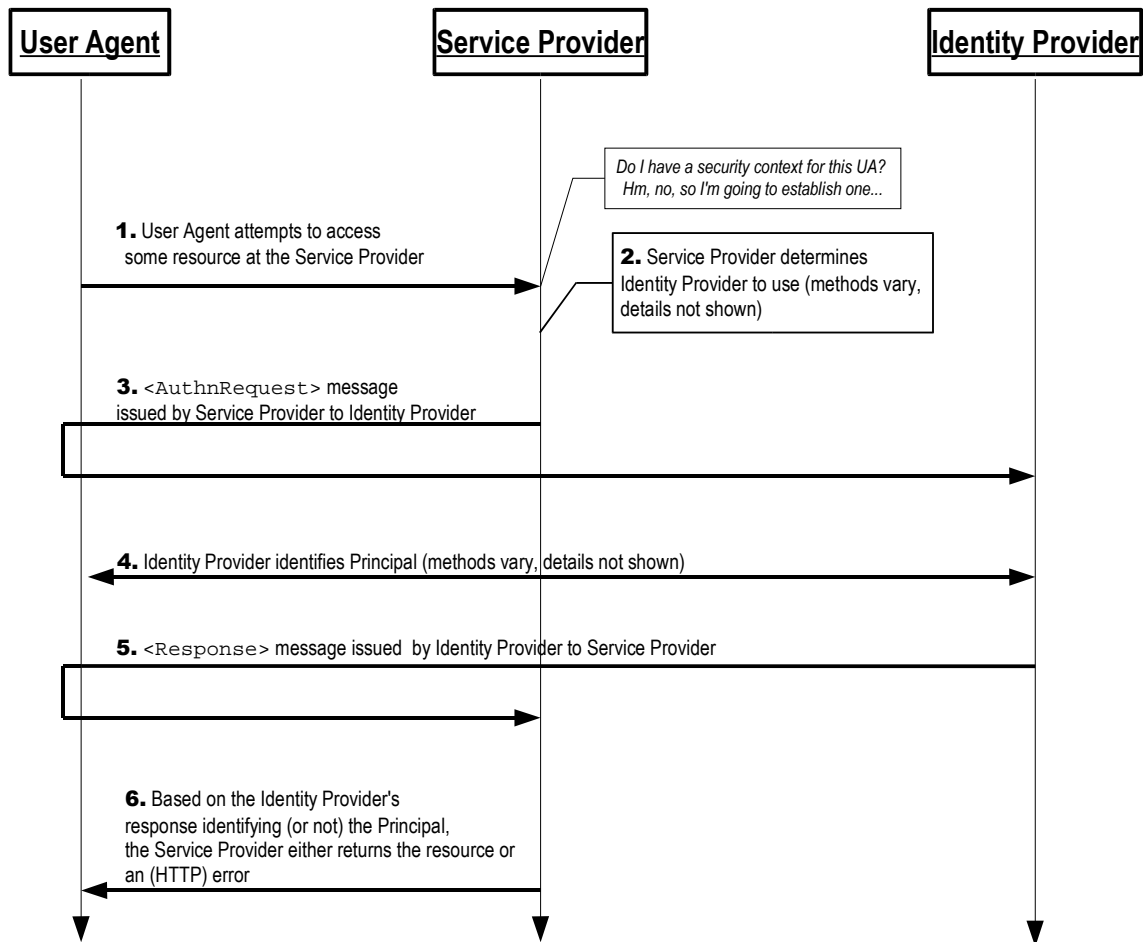 User Agent
Service Provider
Identity Provider
Do I have a security context for this UA?
Hm, no, so I'm going to establish one...
1. User Agent attempts to access
some resource at the Service Provider
2. Service Provider determines
Identity Provider to use (methods vary,
details not shown)
3. <AuthnRequest> message
issued by Service Provider to Identity Provider
4. Identity Provider identifies Principal (methods vary, details not shown)
5. <Response> message issued by Identity Provider to Service Provider
6. Based on the Identity Provider's
response identifying (or not) the Principal,
the Service Provider either returns the resource or
an (HTTP) error